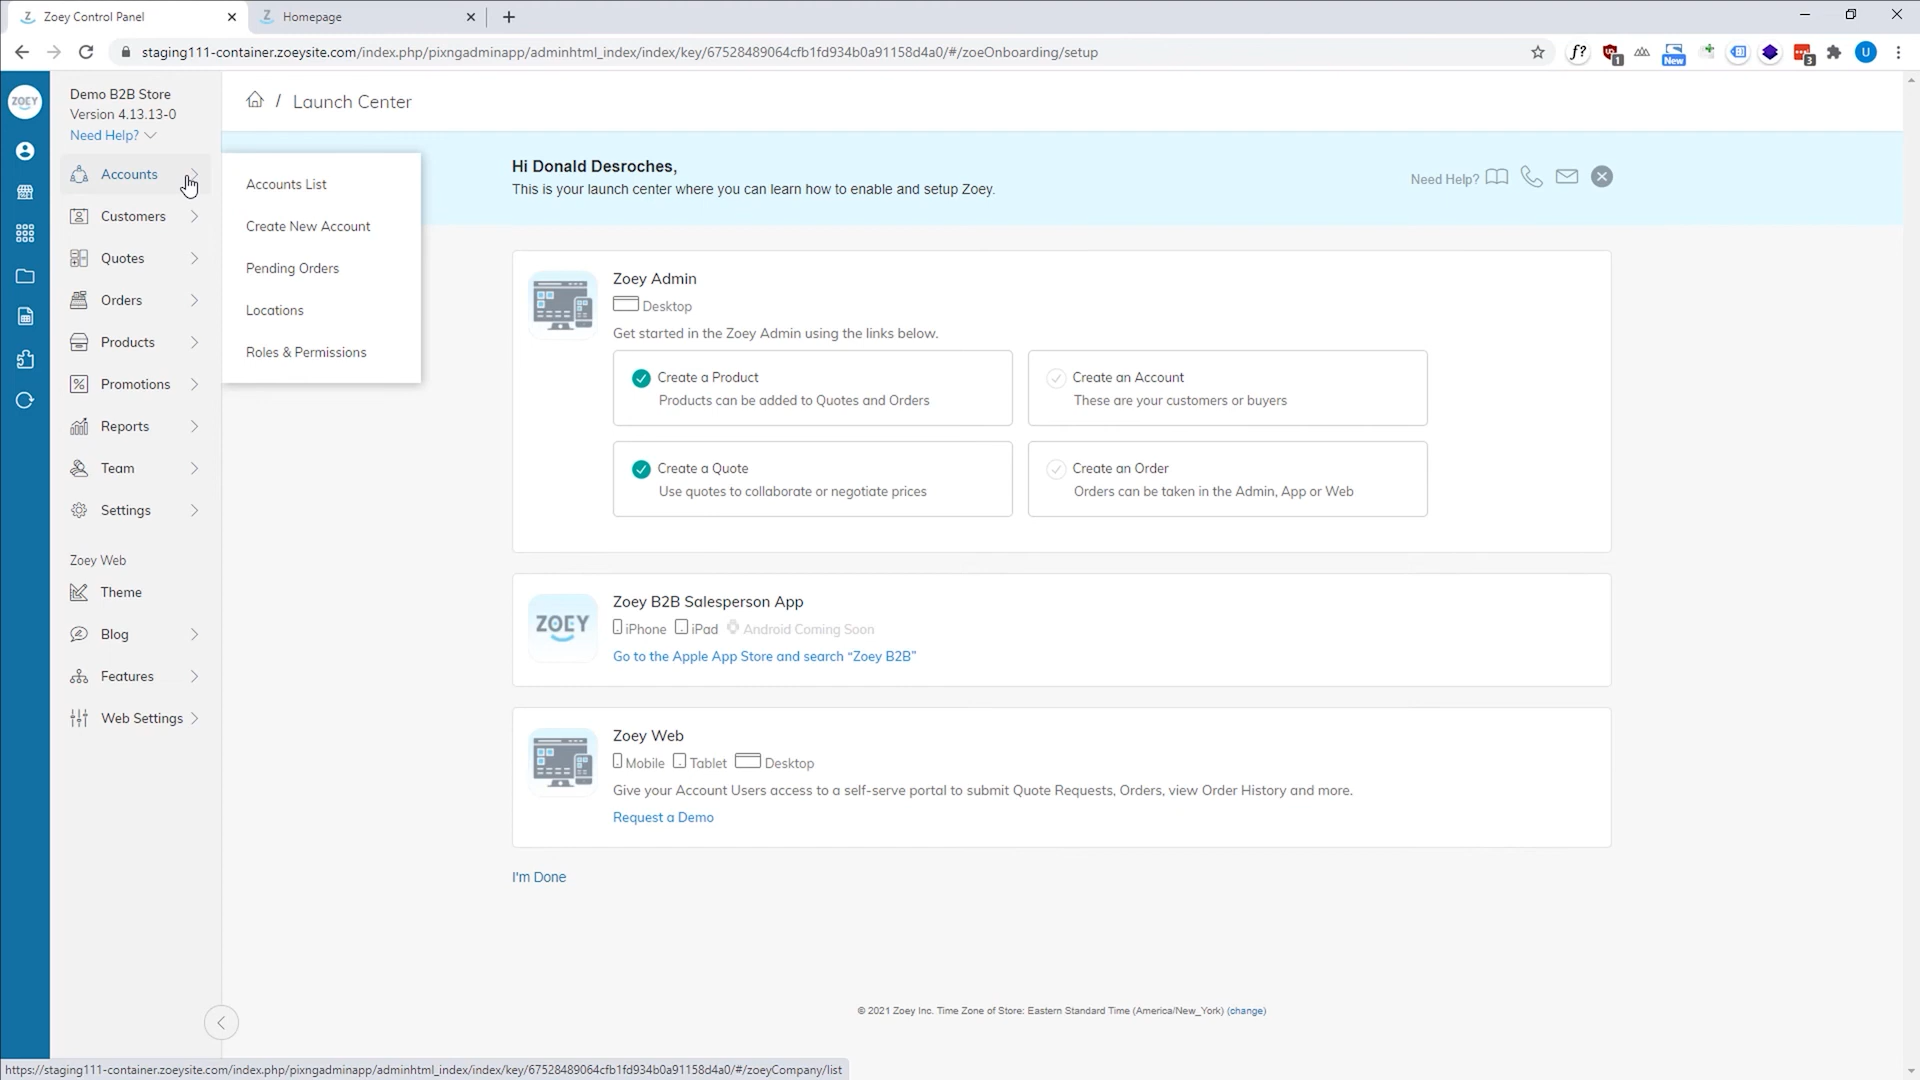 Zoey Control Panel
Homepage
staging111-container.zoeysite.com/index.php/pixngadminapp/adminhtml_index/index/key/67528489064cfb1fd934b0a91158d4a0/#/zoeOnboarding/setup
f?
1
New
3
U
ZOEY
Demo B2B Store
Version 4.13.13-0
Need Help?
Accounts
Customers
Quotes
Orders
Products
Promotions
Reports
Team
Settings
Zoey Web
Theme
Blog
Features
Web Settings
Accounts List
Create New Account
Pending Orders
Locations
Roles & Permissions
/ Launch Center
Hi Donald Desroches,
This is your launch center where you can learn how to enable and setup Zoey.
Need Help?
Zoey Admin
Desktop
Get started in the Zoey Admin using the links below.
Create a Product
Products can be added to Quotes and Orders
Create an Account
These are your customers or buyers
Create a Quote
Use quotes to collaborate or negotiate prices
Create an Order
Orders can be taken in the Admin, App or Web
ZOEY
Zoey B2B Salesperson App
iPhone iPad Android Coming Soon
Go to the Apple App Store and search “Zoey B2B”
Zoey Web
Mobile Tablet Desktop
Give your Account Users access to a self-serve portal to submit Quote Requests, Orders, view Order History and more.
Request a Demo
I'm Done
© 2021 Zoey Inc. Time Zone of Store: Eastern Standard Time (America/New_York) (change)
https://staging111-container.zoeysite.com/index.php/pixngadminapp/adminhtml_index/index/key/67528489064cfb1fd934b0a91158d4a0/#/zoeyCompany/list